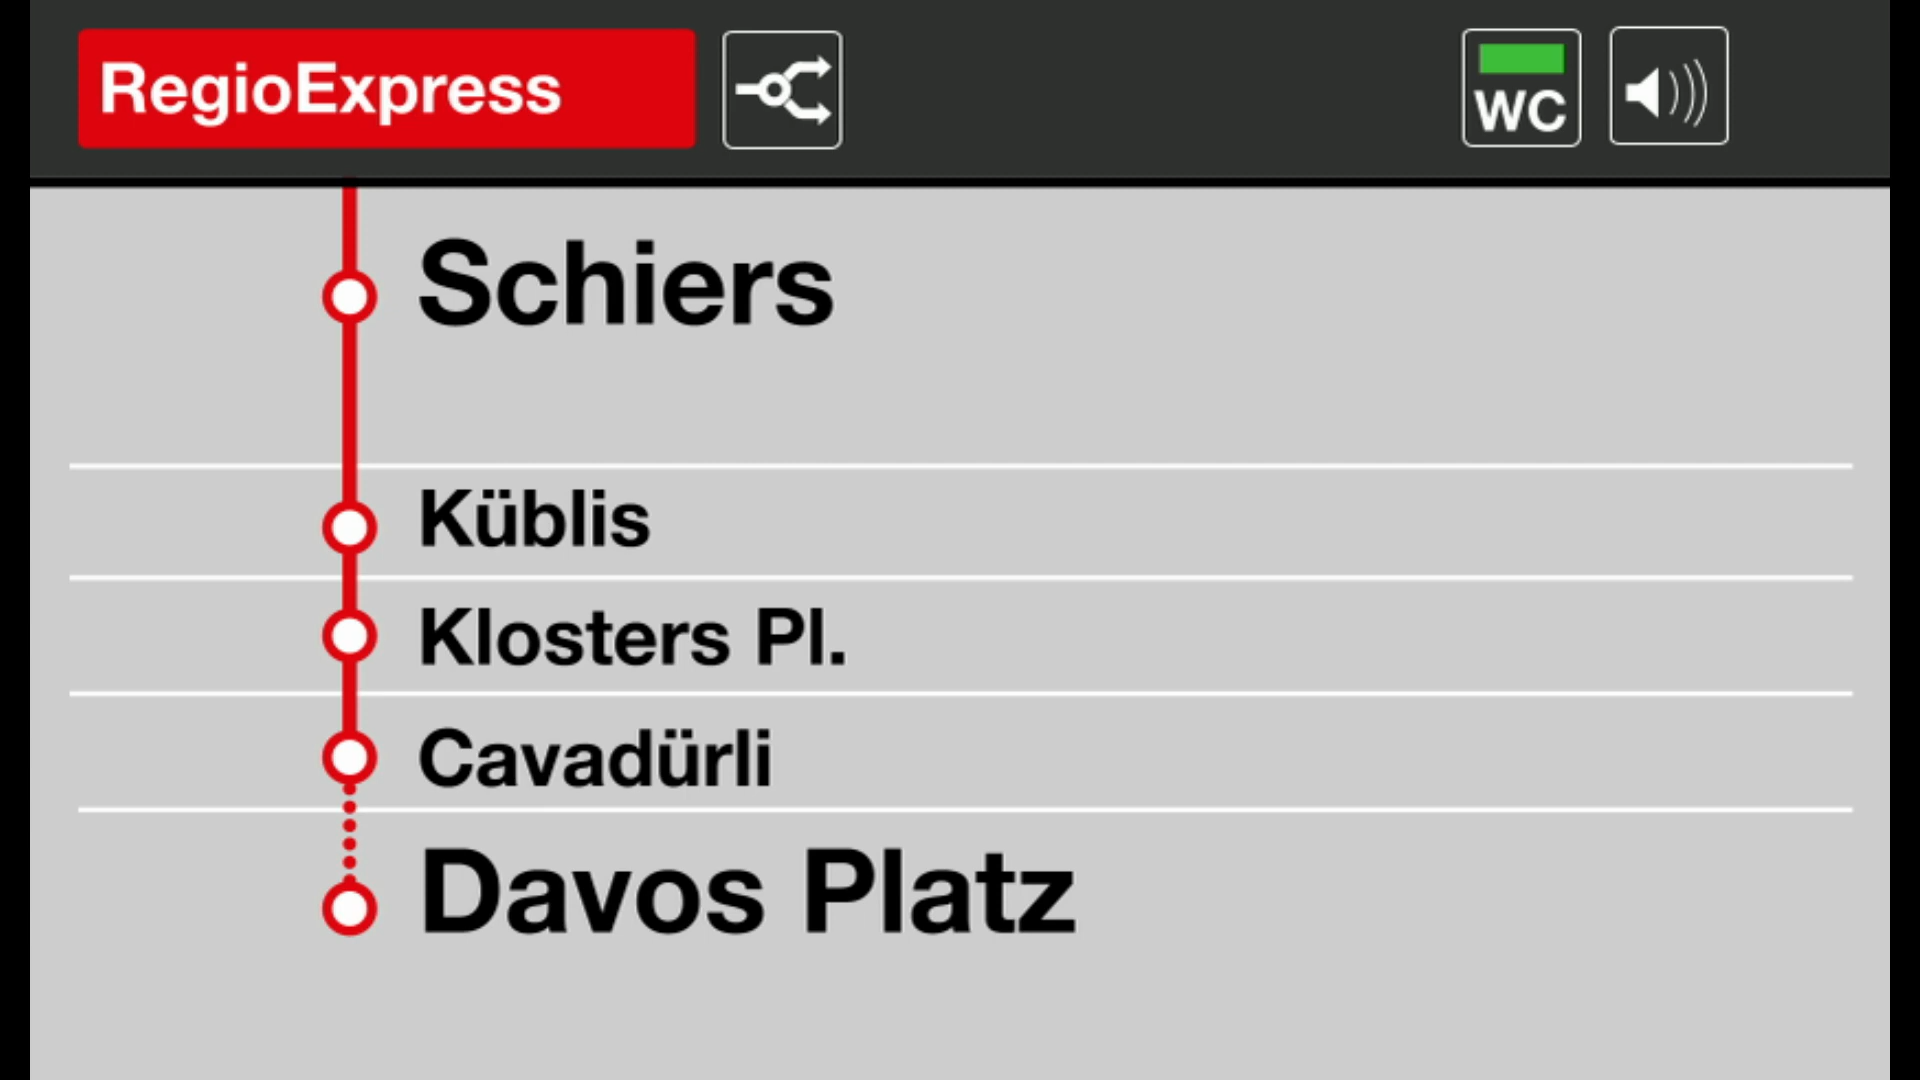 RegioExpress
WC
Schiers
Küblis
Klosters Pl.
Cavadürli
Davos Platz